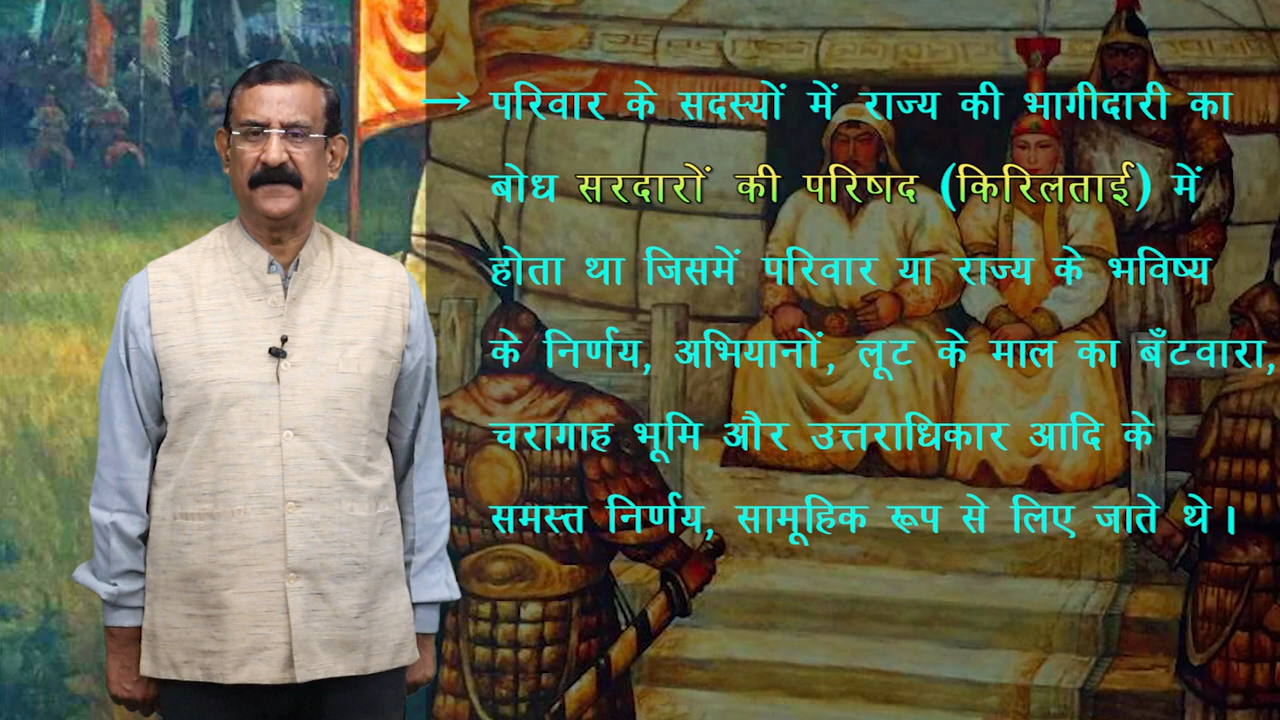 → परिवार के सदस्यों में राज्य की भागीदारी का
बोध सरदारों की परिषद (किरिलताई) में
होता था जिसमें परिवार या राज्य के भविष्य
के निर्णय, अभियानों, लूट के माल का बँटवारा,
चरागाह भूमि और उत्तराधिकार आदि के
समस्त निर्णय, सामूहिक रूप से लिए जाते थे।